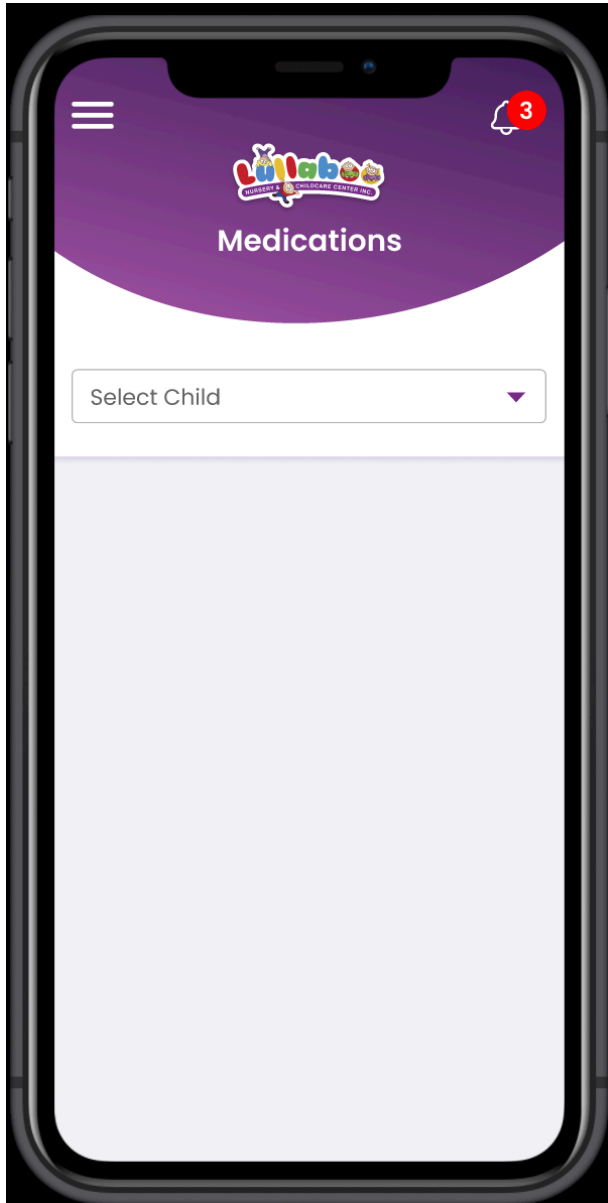 3
Lullaboo
NURSERY & CHILDCARE CENTER INC.
Medications
Select Child